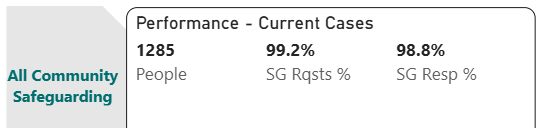 Performance - Current Cases
1285 99.2% 98.8%
People SG Rqsts % SG Resp %
All Community
Safeguarding